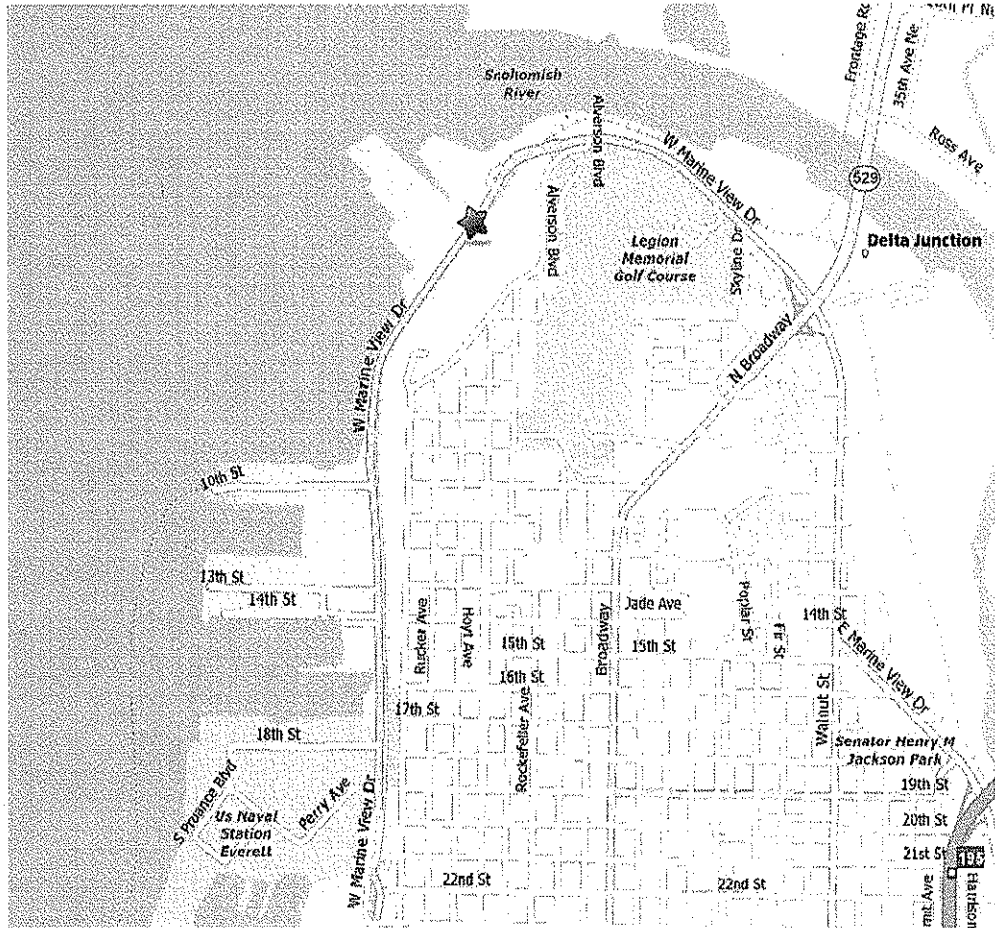 Frontage Rd
35th Ave Ne
Snohomish
River
Alverson Blvd
W Marine View Dr
Ross Ave
529
Alverson Blvd
Legion
Memorial
Golf Course
Skyline Dr
Delta Junction
W Marine View Dr
N Broadway
10th St
13th St
14th St
Rucker Ave
Hoyt Ave
15th St
16th St
Broadway
Jade Ave
15th St
Poplar St
Fir St
14th St
E Marine View Dr
17th St
Rockefeller Ave
Walnut St
18th St
Senator Henry M
Jackson Park
19th St
S Proance Blvd
Perry Ave
Us Naval
Station
Everett
W Marine View Dr
20th St
21st St
195
22nd St
22nd St
Ave
Harrison